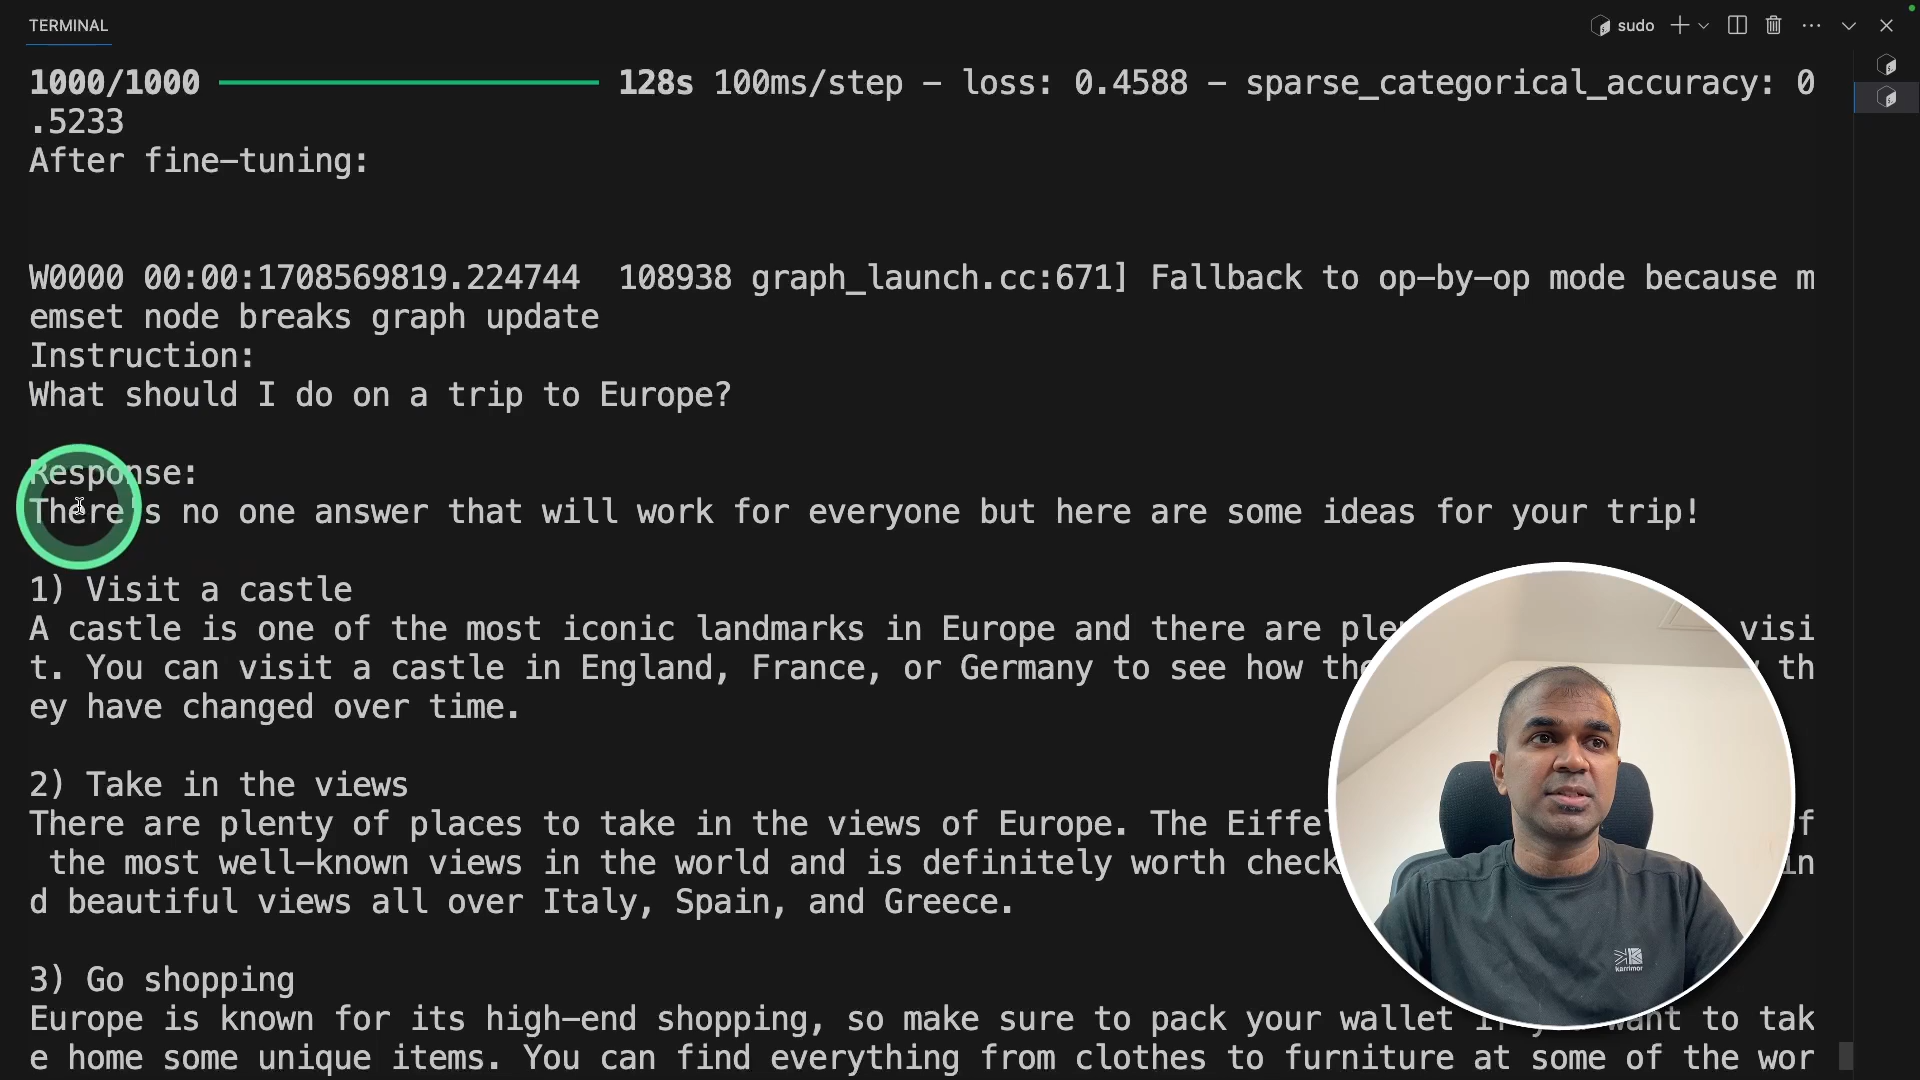 TERMINAL
sudo
1000/1000 128s 100ms/step – loss: 0.4588 – sparse_categorical_accuracy: 0
.5233
After fine-tuning:
W0000 00:00:1708569819.224744 108938 graph_launch.cc:671] Fallback to op-by-op mode because m
emset node breaks graph update
Instruction:
What should I do on a trip to Europe?
Response:
There's no one answer that will work for everyone but here are some ideas for your trip!
1) Visit a castle
A castle is one of the most iconic landmarks in Europe and there are visi
t. You can visit a castle in England, France, or Germany to see how th
ey have changed over time.
2) Take in the views
There are plenty of places to take in the views of Europe. The
the most well-known views in the world and is definitely worth in
d beautiful views all over Italy, Spain, and Greece.
3) Go shopping
Europe is known for its high-end shopping, so make sure to pack your wallet want to tak
e home some unique items. You can find everything from clothes to furniture at some of the wor
karrimor